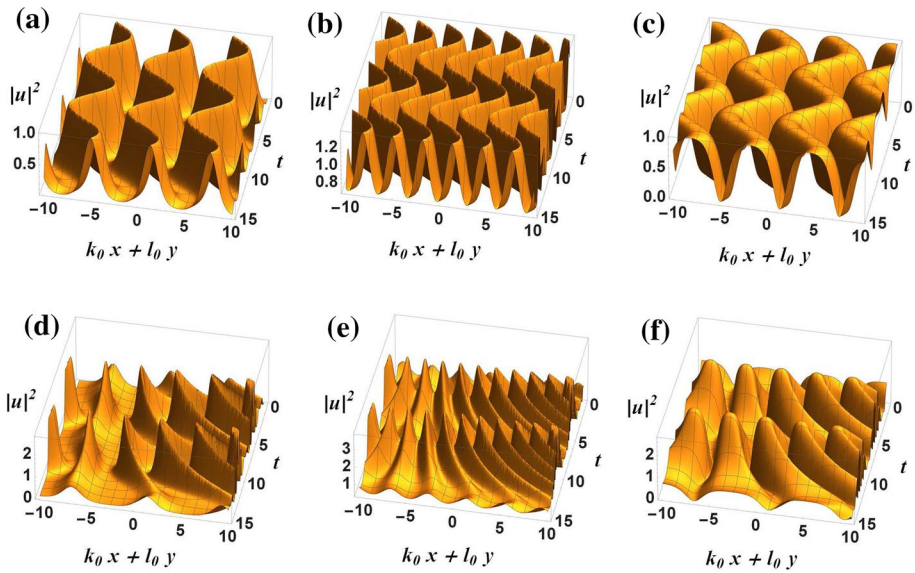 (a) (b) (c)
|u|² |u|² |u|²
1.0 0.5
−10 −5 0 5 10
0 5 10 15
t
k₀ x + l₀ y
1.2 1.0 0.8
−10 −5 0 5 10
0 5 10 15
t
k₀ x + l₀ y
1.0 0.5 0.0
−10 −5 0 5 10
0 5 10 15
t
k₀ x + l₀ y
(d) (e) (f)
|u|² |u|² |u|²
2 1 0
−10 −5 0 5 10
0 5 10 15
t
k₀ x + l₀ y
3 2 1
−10 −5 0 5 10
0 5 10 15
t
k₀ x + l₀ y
2 1 0
−10 −5 0 5 10
0 5 10 15
t
k₀ x + l₀ y